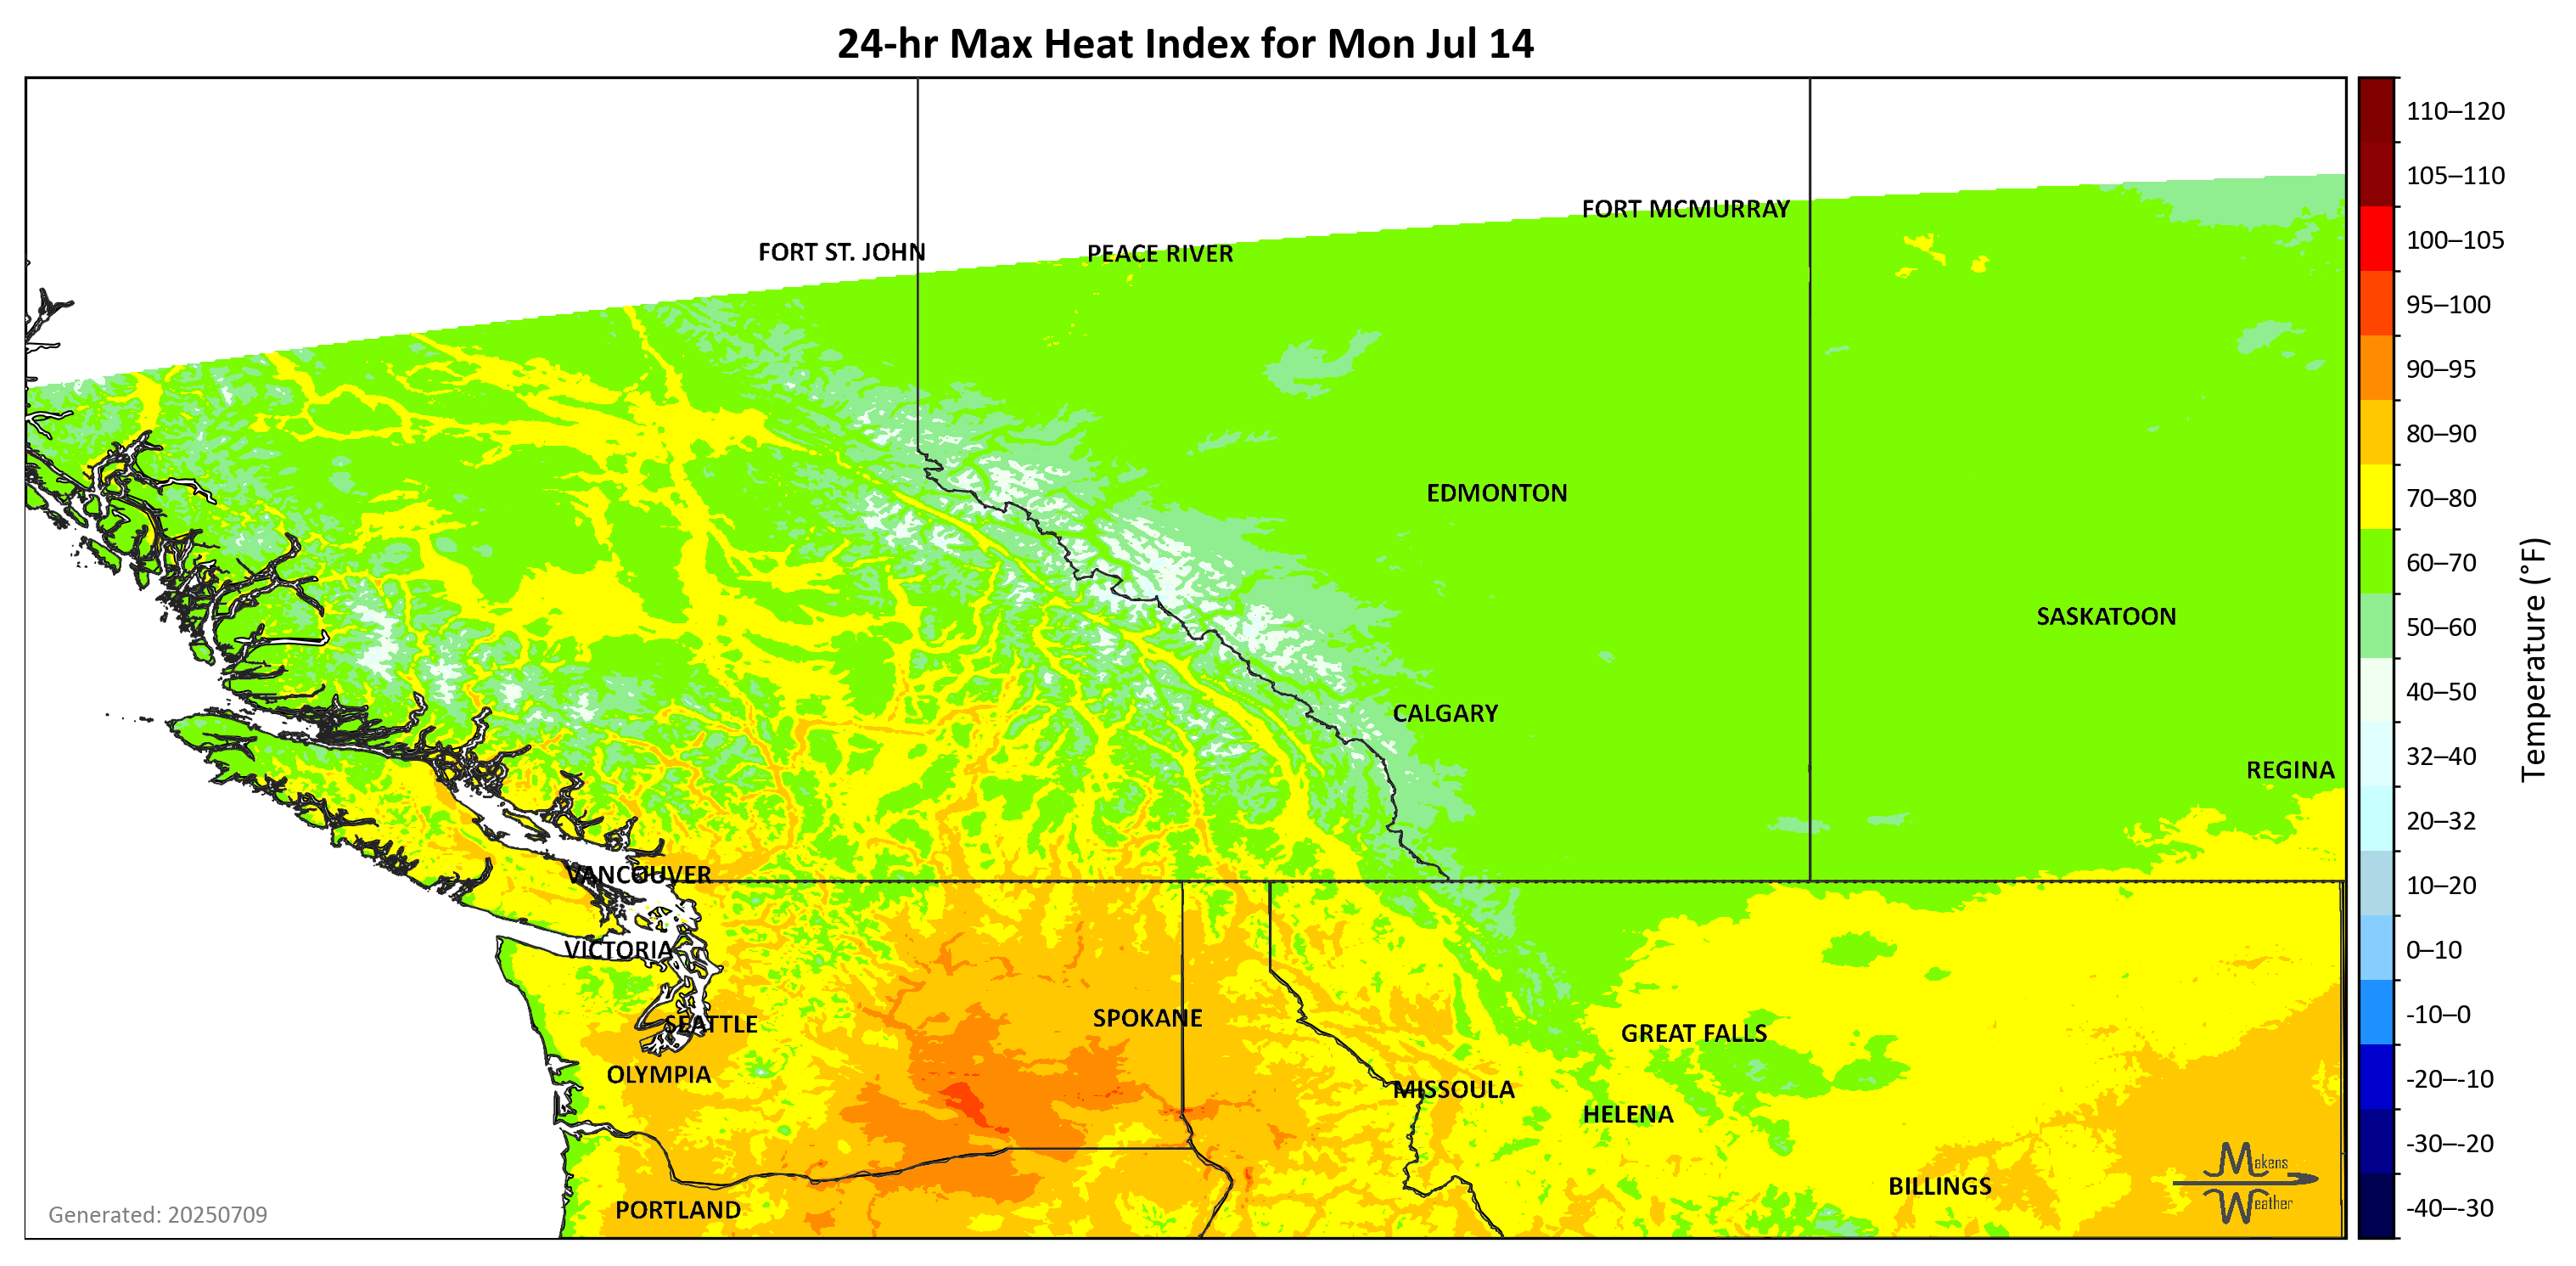 24-hr Max Heat Index for Mon Jul 14
110–120
105–110
100–105
95–100
90–95
80–90
70–80
60–70
50–60
40–50
32–40
20–32
10–20
0–10
-10–0
-20–-10
-30–-20
-40–-30
Temperature (°F)
FORT MCMURRAY
FORT ST. JOHN
PEACE RIVER
EDMONTON
SASKATOON
CALGARY
REGINA
VANCOUVER
VICTORIA
SPOKANE
SEATTLE
GREAT FALLS
OLYMPIA
MISSOULA
HELENA
BILLINGS
PORTLAND
Makens
Weather
Generated: 20250709